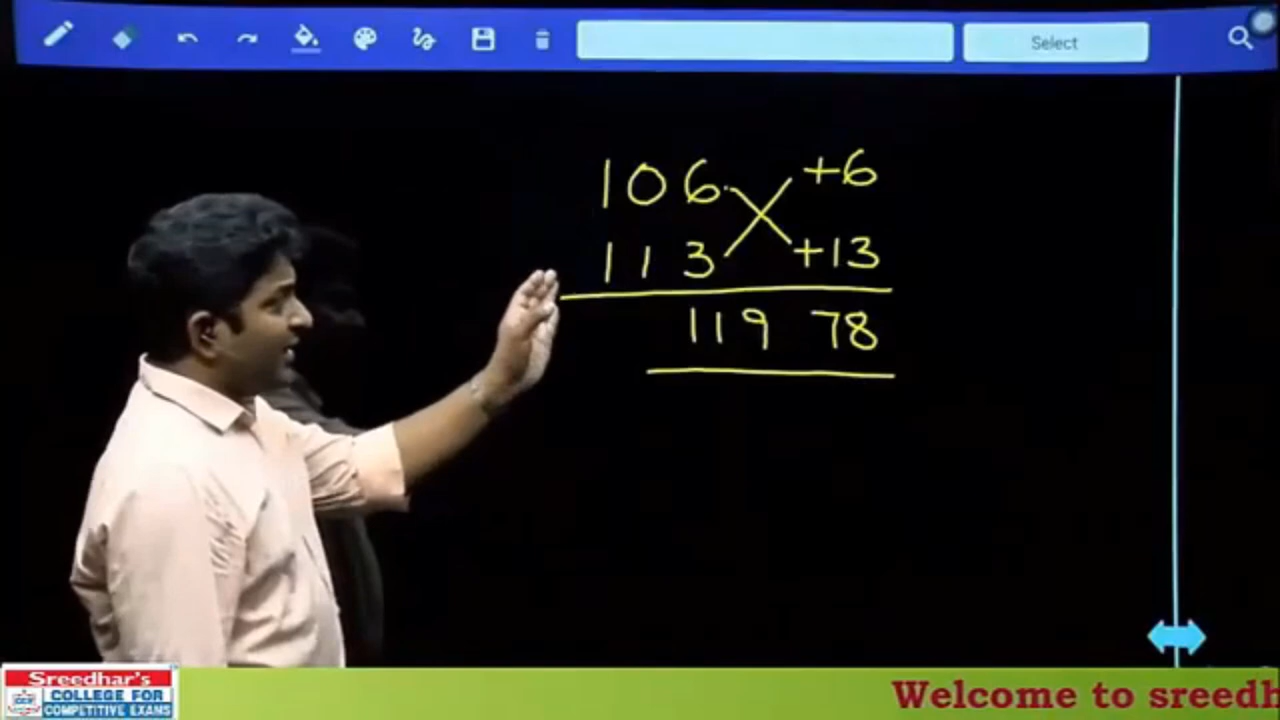 Select
106 +6
113 +13
119 78
Sreedhar's
COLLEGE FOR
COMPETITIVE EXAMS
Welcome to sreedh